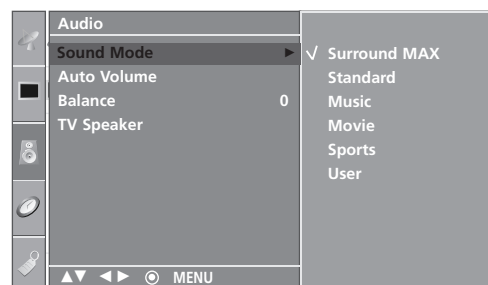 Audio
Sound Mode ►
Auto Volume
Balance 0
TV Speaker
▲▼ ◄► ⦿ MENU
√ Surround MAX
Standard
Music
Movie
Sports
User